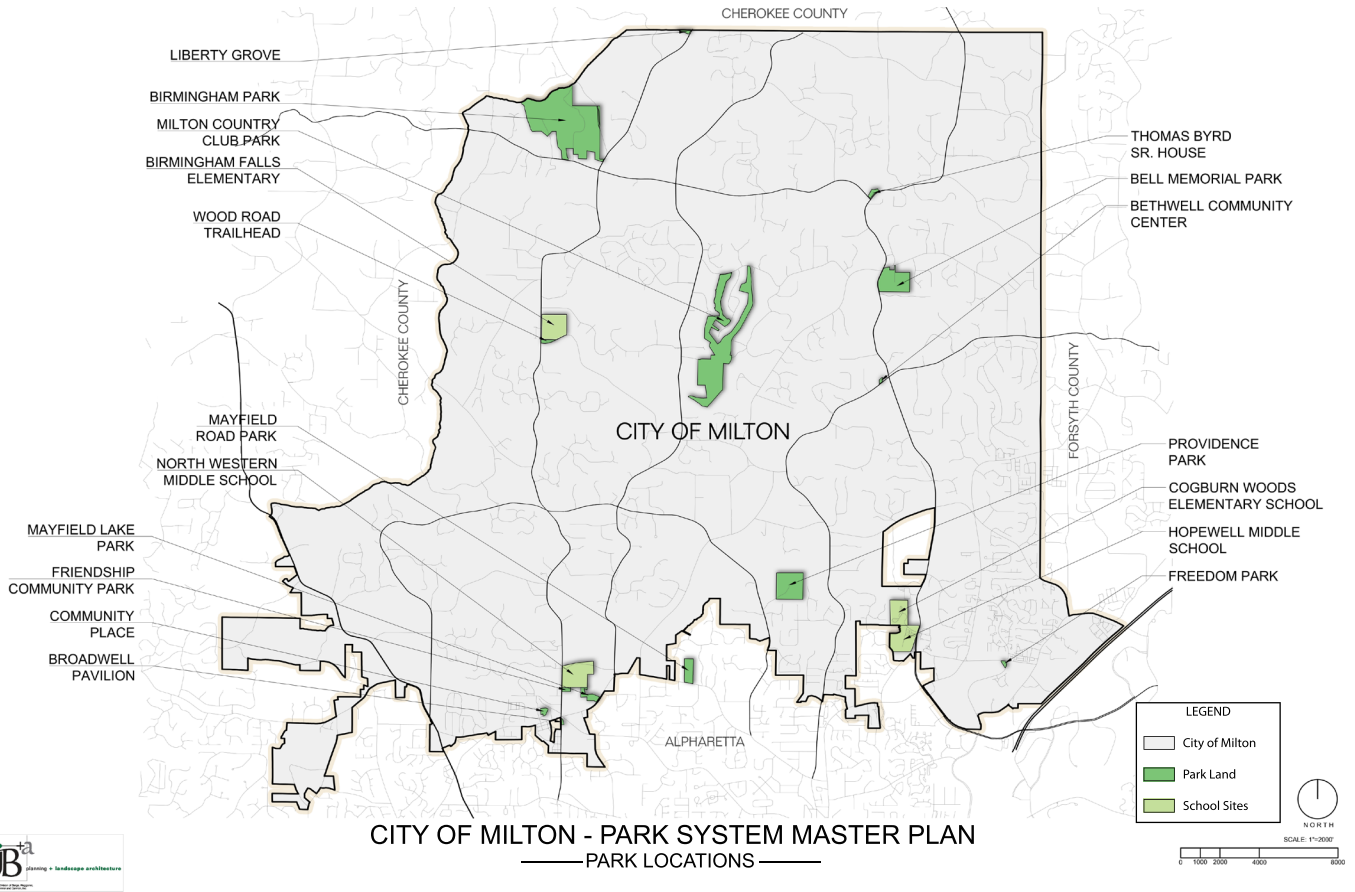 CHEROKEE COUNTY
LIBERTY GROVE
BIRMINGHAM PARK
MILTON COUNTRY
CLUB PARK
BIRMINGHAM FALLS
ELEMENTARY
WOOD ROAD
TRAILHEAD
THOMAS BYRD
SR. HOUSE
BELL MEMORIAL PARK
BETHWELL COMMUNITY
CENTER
CHEROKEE COUNTY
FORSYTH COUNTY
CITY OF MILTON
MAYFIELD
ROAD PARK
NORTH WESTERN
MIDDLE SCHOOL
MAYFIELD LAKE
PARK
FRIENDSHIP
COMMUNITY PARK
COMMUNITY
PLACE
BROADWELL
PAVILION
PROVIDENCE
PARK
COGBURN WOODS
ELEMENTARY SCHOOL
HOPEWELL MIDDLE
SCHOOL
FREEDOM PARK
ALPHARETTA
LEGEND
City of Milton
Park Land
School Sites
NORTH
SCALE: 1"=2000'
0 1000 2000 4000 8000
CITY OF MILTON - PARK SYSTEM MASTER PLAN
PARK LOCATIONS
B+a
planning + landscape architecture